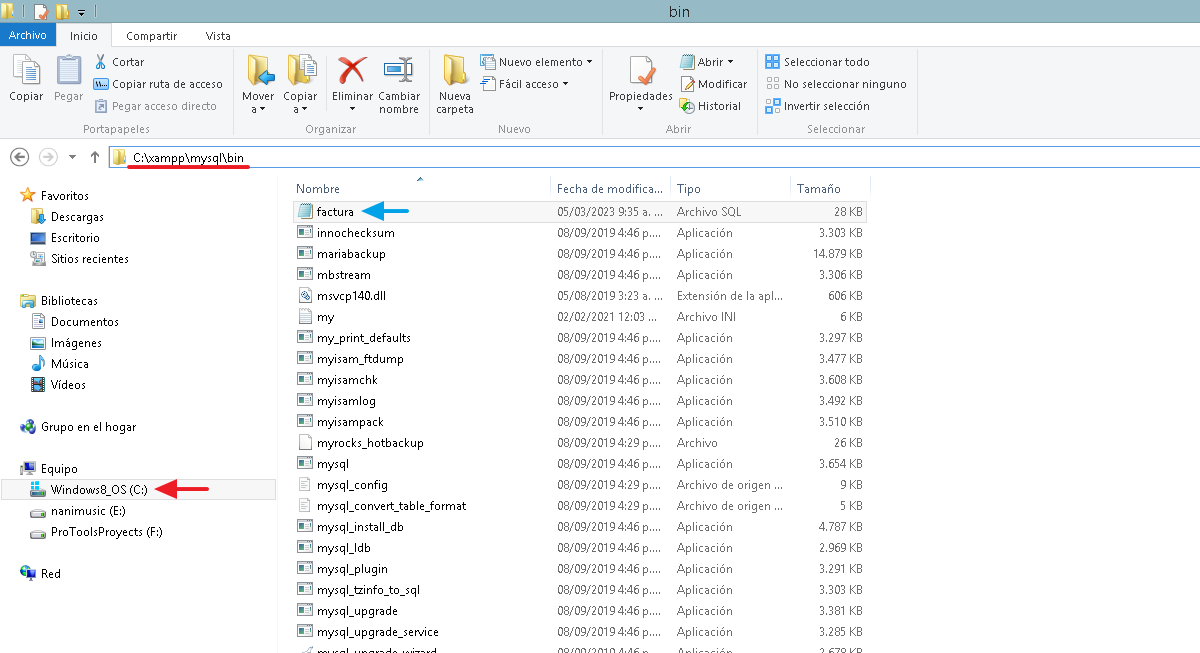 bin
Archivo Inicio Compartir Vista
Copiar
Pegar
Cortar
Copiar ruta de acceso
Pegar acceso directo
Portapapeles
Mover a
Copiar a
Eliminar
Cambiar nombre
Organizar
Nueva carpeta
Nuevo elemento
Fácil acceso
Nuevo
Propiedades
Abrir
Modificar
Historial
Abrir
Seleccionar todo
No seleccionar ninguno
Invertir selección
Seleccionar
C:\xampp\mysql\bin
Favoritos
Descargas
Escritorio
Sitios recientes
Bibliotecas
Documentos
Imágenes
Música
Vídeos
Grupo en el hogar
Equipo
Windows8_OS (C:)
nanimusic (E:)
ProToolsProyects (F:)
Red
Nombre Fecha de modifica... Tipo Tamaño
factura 05/03/2023 9:35 a. ... Archivo SQL 28 KB
innochecksum 08/09/2019 4:46 p.... Aplicación 3.303 KB
mariabackup 08/09/2019 4:46 p.... Aplicación 14.879 KB
mbstream 08/09/2019 4:46 p.... Aplicación 3.306 KB
msvcp140.dll 05/08/2019 3:23 a. ... Extensión de la apl... 606 KB
my 02/02/2021 12:03 ... Archivo INI 6 KB
my_print_defaults 08/09/2019 4:46 p.... Aplicación 3.297 KB
myisam_ftdump 08/09/2019 4:46 p.... Aplicación 3.477 KB
myisamchk 08/09/2019 4:46 p.... Aplicación 3.608 KB
myisamlog 08/09/2019 4:46 p.... Aplicación 3.492 KB
myisampack 08/09/2019 4:46 p.... Aplicación 3.510 KB
myrocks_hotbackup 08/09/2019 4:29 p.... Archivo 26 KB
mysql 08/09/2019 4:46 p.... Aplicación 3.654 KB
mysql_config 08/09/2019 4:29 p.... Archivo de origen ... 9 KB
mysql_convert_table_format 08/09/2019 4:29 p.... Archivo de origen ... 5 KB
mysql_install_db 08/09/2019 4:46 p.... Aplicación 4.787 KB
mysql_ldb 08/09/2019 4:46 p.... Aplicación 2.969 KB
mysql_plugin 08/09/2019 4:46 p.... Aplicación 3.291 KB
mysql_tzinfo_to_sql 08/09/2019 4:46 p.... Aplicación 3.303 KB
mysql_upgrade 08/09/2019 4:46 p.... Aplicación 3.381 KB
mysql_upgrade_service 08/09/2019 4:46 p.... Aplicación 3.285 KB
mysql_upgrade_wizard 08/09/2019 4:46 p.... Aplicación 2.678 KB